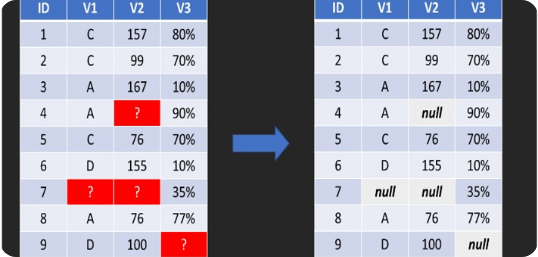 ID V1 V2 V3
1 C 157 80%
2 C 99 70%
3 A 167 10%
4 A ? 90%
5 C 76 70%
6 D 155 10%
7 ? ? 35%
8 A 76 77%
9 D 100 ?
ID V1 V2 V3
1 C 157 80%
2 C 99 70%
3 A 167 10%
4 A null 90%
5 C 76 70%
6 D 155 10%
7 null null 35%
8 A 76 77%
9 D 100 null